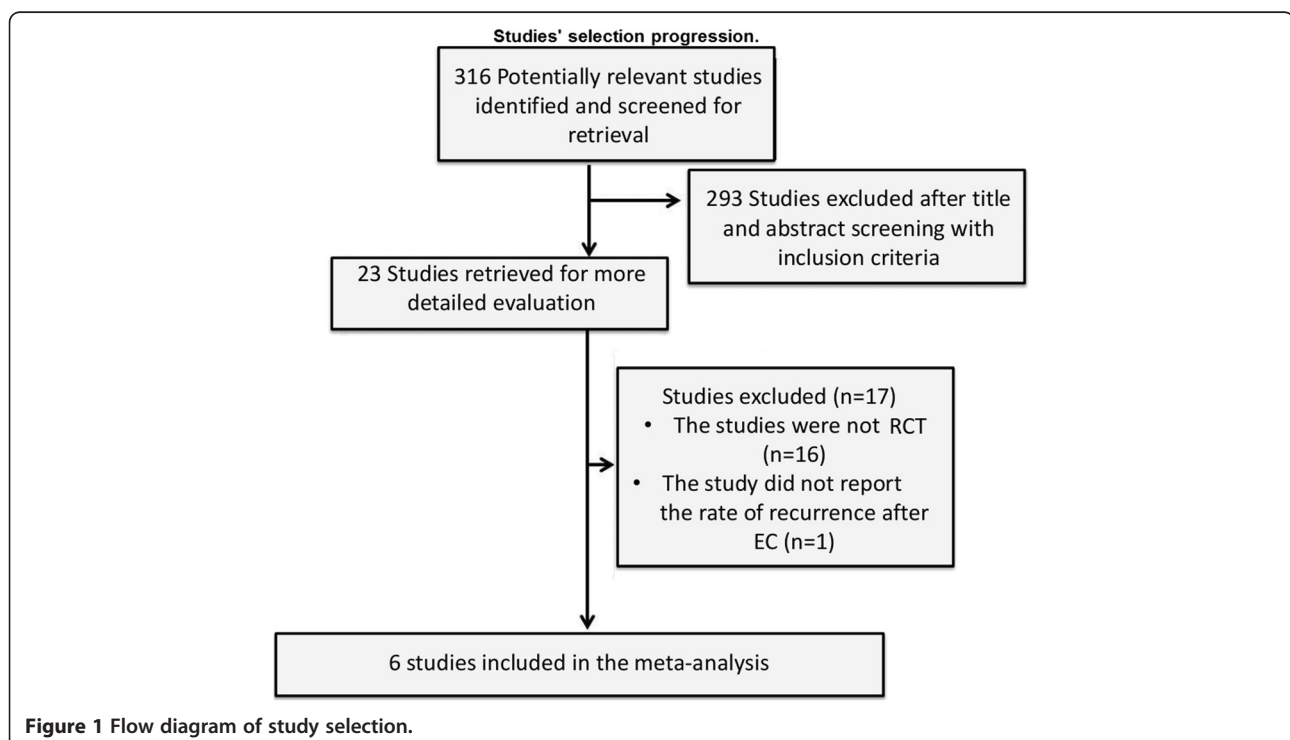 Studies' selection progression.
316 Potentially relevant studies
identified and screened for
retrieval
293 Studies excluded after title
and abstract screening with
inclusion criteria
23 Studies retrieved for more
detailed evaluation
Studies excluded (n=17)
• The studies were not RCT
(n=16)
• The study did not report
the rate of recurrence after
EC (n=1)
6 studies included in the meta-analysis
Figure 1 Flow diagram of study selection.